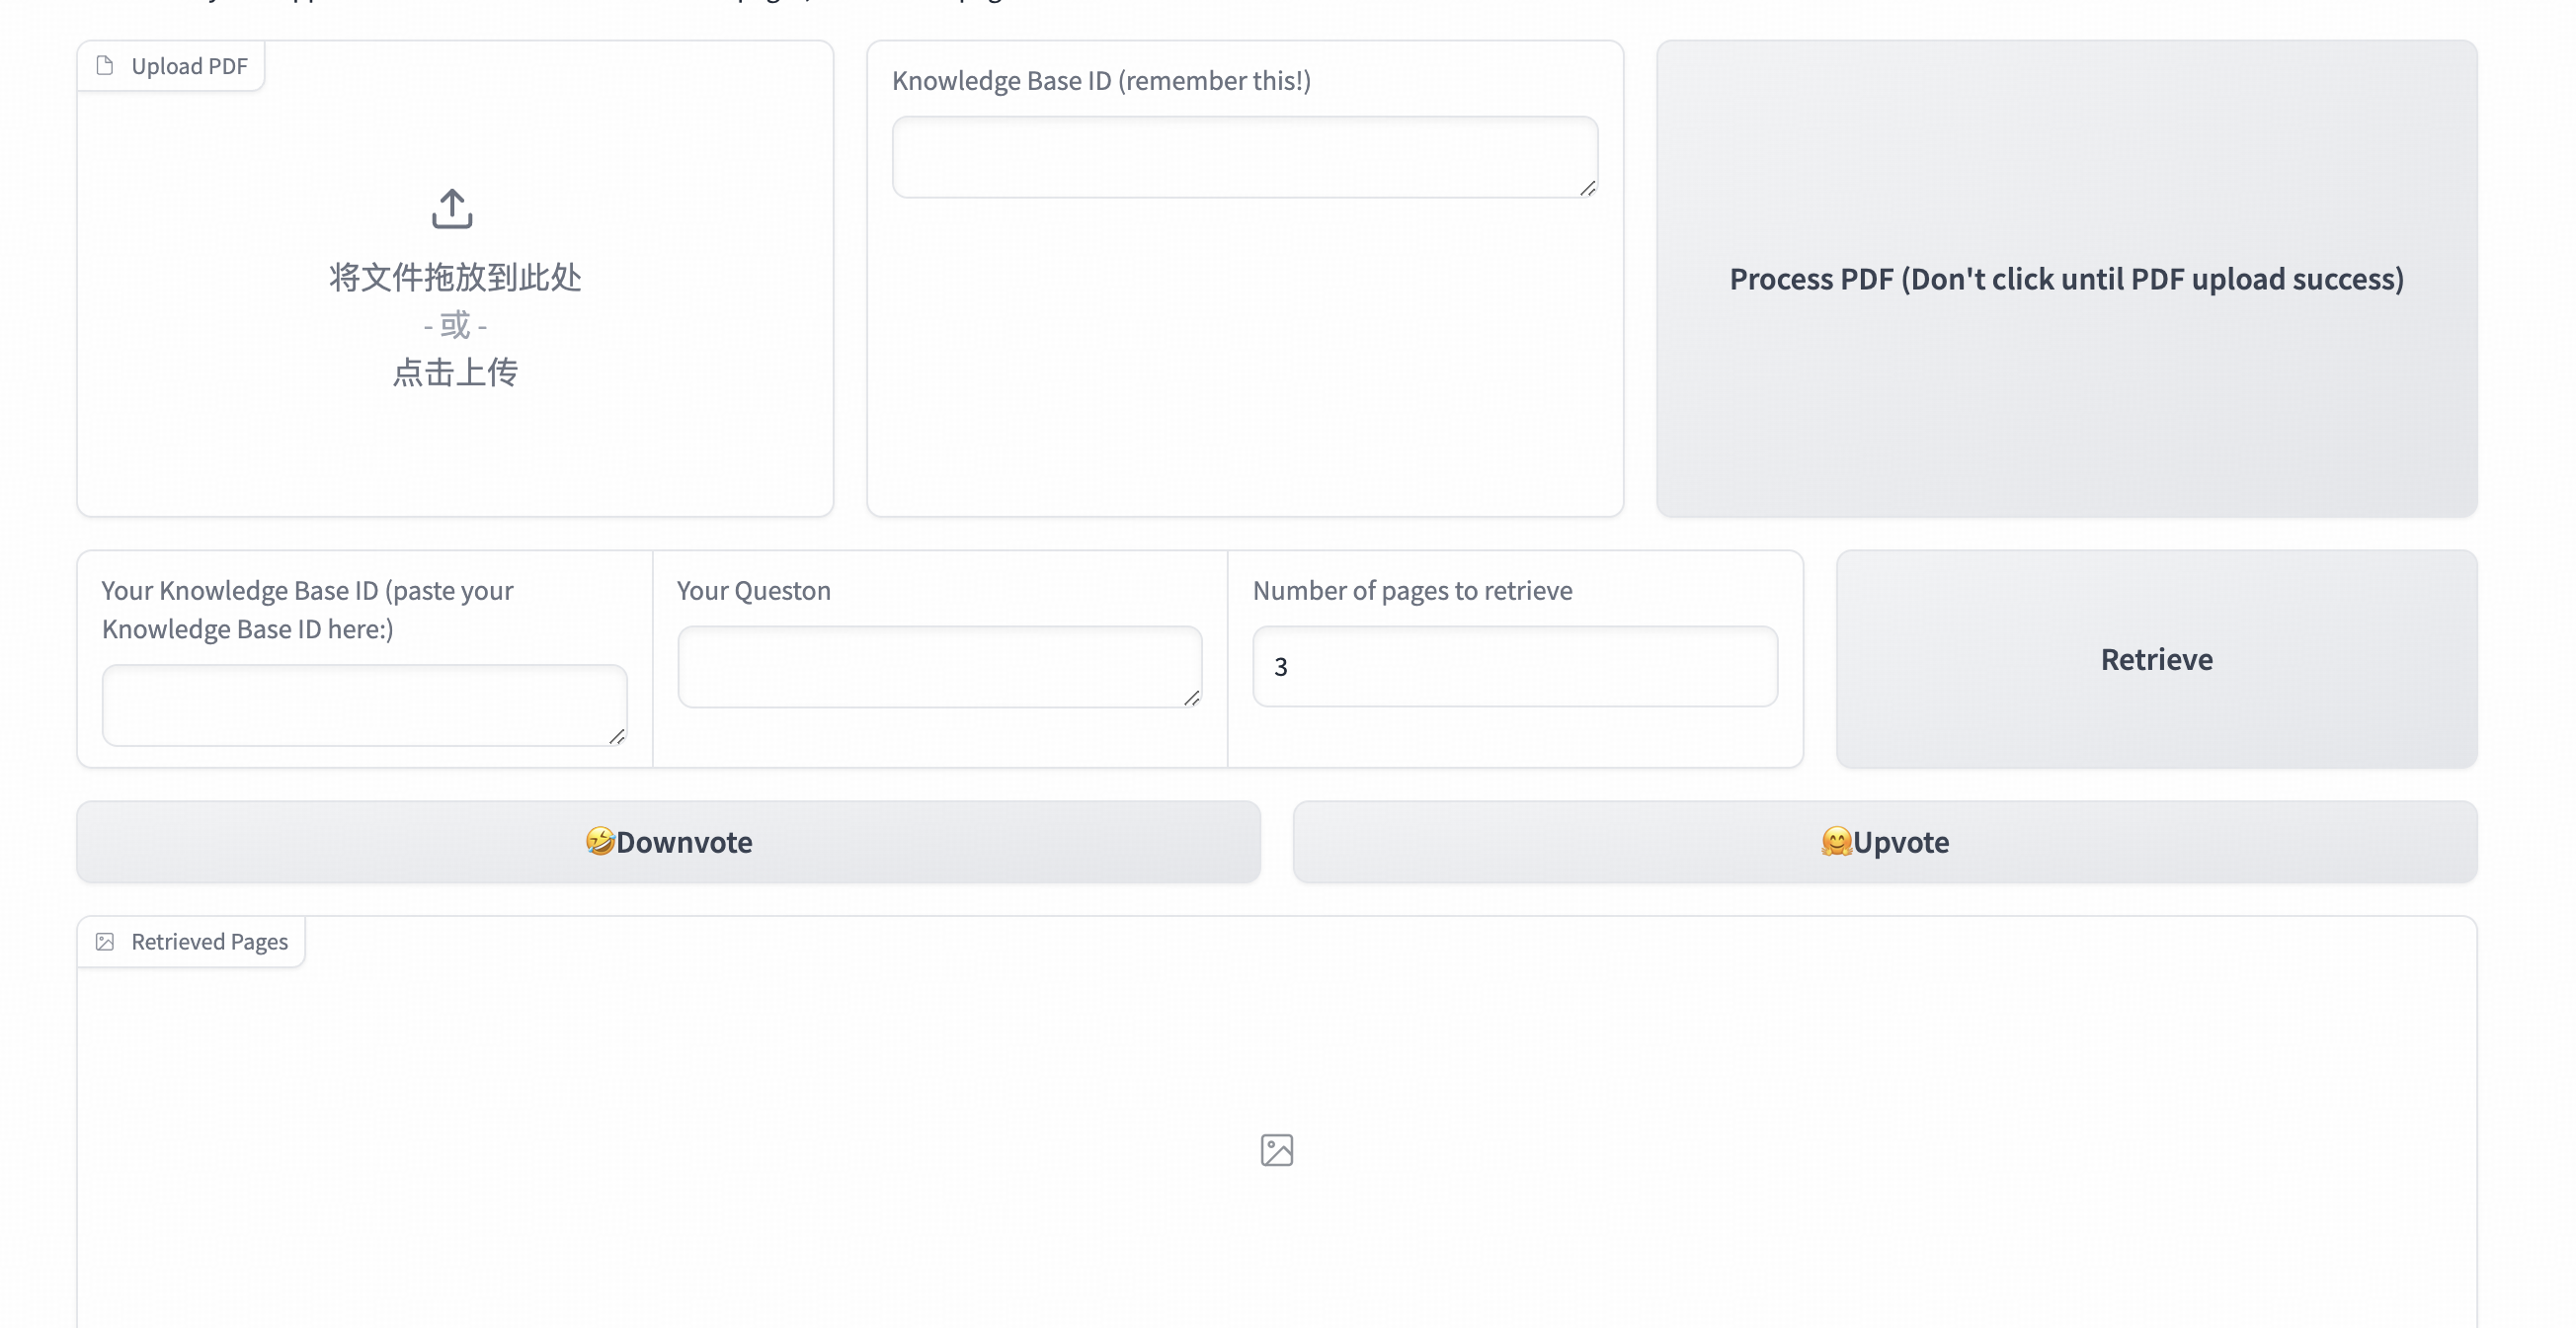 Upload PDF
将文件拖放到此处
- 或 -
点击上传
Knowledge Base ID (remember this!)
Process PDF (Don't click until PDF upload success)
Your Knowledge Base ID (paste your
Knowledge Base ID here:)
Your Queston
Number of pages to retrieve
3
Retrieve
🤣Downvote
🤗Upvote
Retrieved Pages